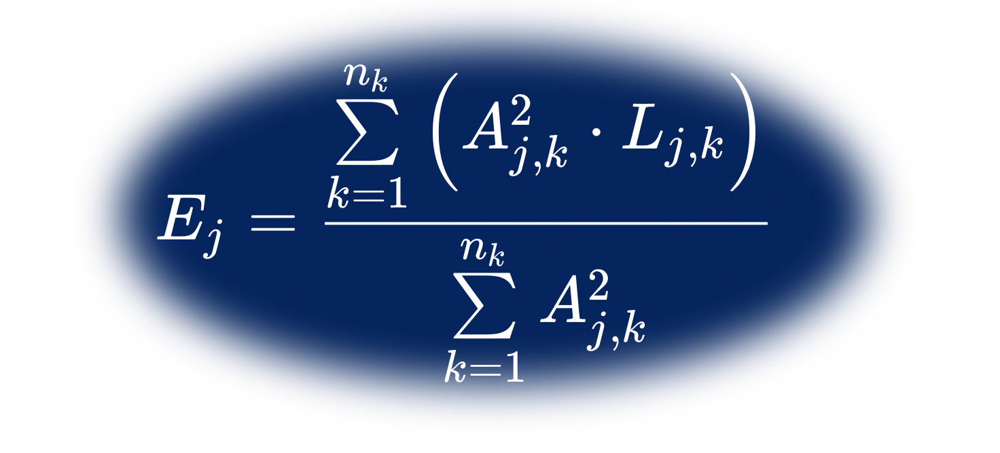 E_j = \frac{\sum_{k=1}^{n_k} \left( A_{j,k}^2 \cdot L_{j,k} \right)}{\sum_{k=1}^{n_k} A_{j,k}^2}